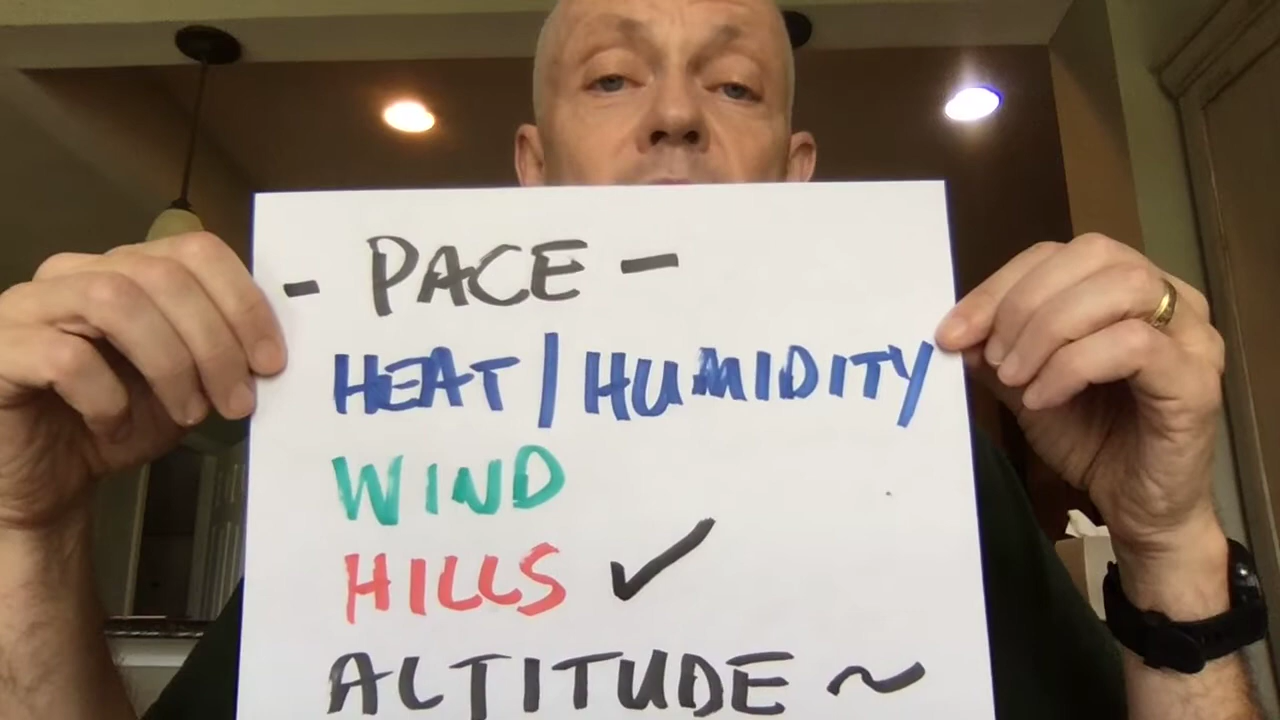 - PACE -
HEAT/HUMIDITY
WIND
HILLS ✓
ALTITUDE ~